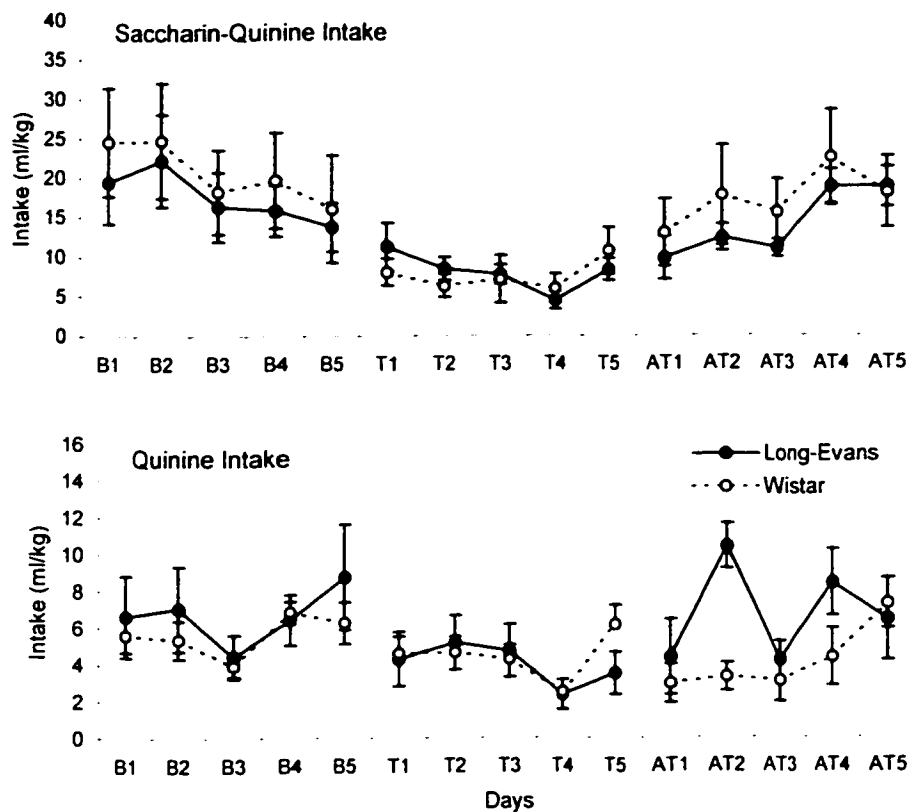 Saccharin-Quinine Intake
Intake (ml/kg)
40
35
30
25
20
15
10
5
0
B1 B2 B3 B4 B5 T1 T2 T3 T4 T5 AT1 AT2 AT3 AT4 AT5
Quinine Intake
Long-Evans
Wistar
Intake (ml/kg)
16
14
12
10
8
6
4
2
0
B1 B2 B3 B4 B5 T1 T2 T3 T4 T5 AT1 AT2 AT3 AT4 AT5
Days